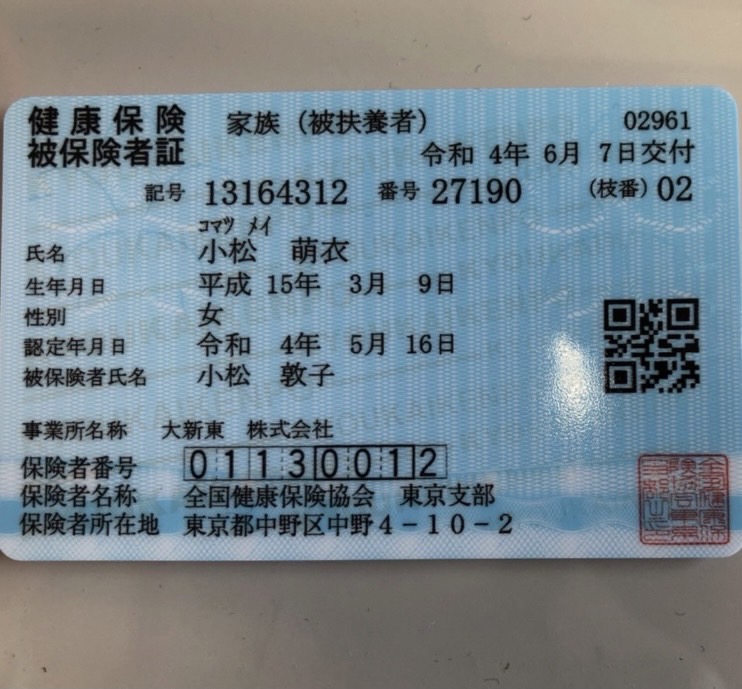 健康保険 家族（被扶養者） 02961
被保険者証 令和 4年 6月 7日交付
記号 13164312 番号 27190 (枝番) 02
ｺﾏﾂ ﾒｲ
氏名 小松 萌衣
生年月日 平成 15年 3月 9日
性別 女
認定年月日 令和 4年 5月 16日
被保険者氏名 小松 敦子
事業所名称 大新東 株式会社
保険者番号 01130012
保険者名称 全国健康保険協会 東京支部
保険者所在地 東京都中野区中野4-10-2